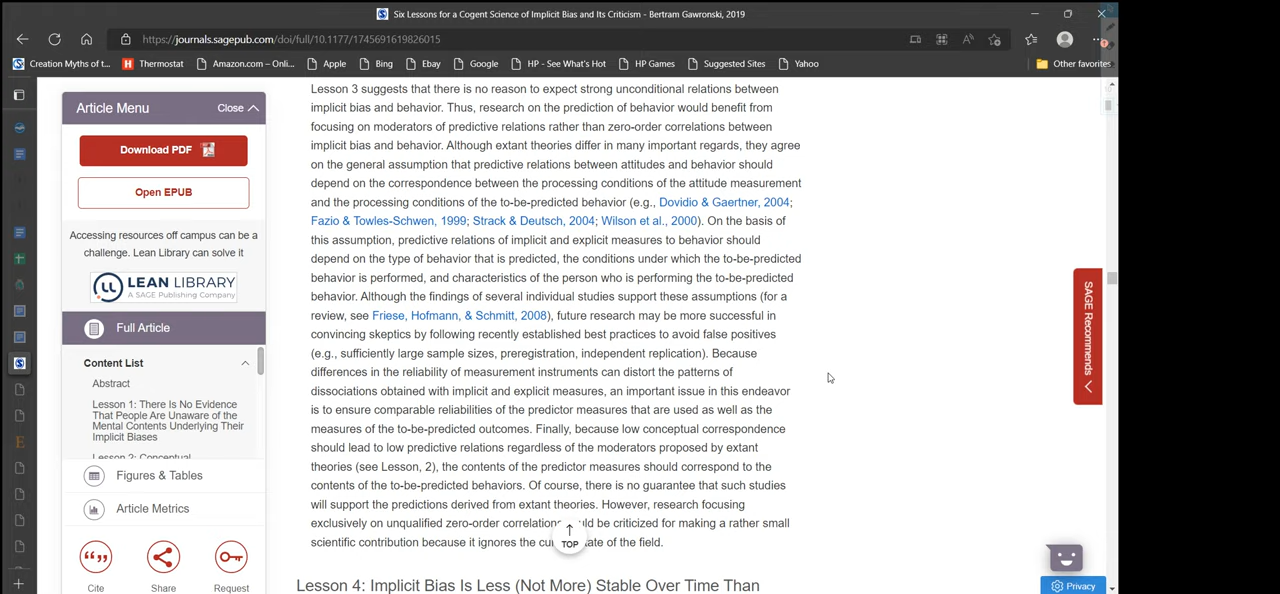 Six Lessons for a Cogent Science of Implicit Bias and Its Criticism - Bertram Gawronski, 2019
https://journals.sagepub.com/doi/full/10.1177/1745691619826015
Creation Myths of t... Thermostat Amazon.com – Onli... Apple Bing Ebay Google HP - See What's Hot HP Games Suggested Sites Yahoo Other favorites
Article Menu Close
Download PDF
Open EPUB
Accessing resources off campus can be a
challenge. Lean Library can solve it
LEAN LIBRARY
A SAGE Publishing Company
Full Article
Content List
Abstract
Lesson 1: There Is No Evidence
That People Are Unaware of the
Mental Contents Underlying Their
Implicit Biases
Lesson 2: Conceptual
Figures & Tables
Article Metrics
Cite Share Request
Lesson 3 suggests that there is no reason to expect strong unconditional relations between
implicit bias and behavior. Thus, research on the prediction of behavior would benefit from
focusing on moderators of predictive relations rather than zero-order correlations between
implicit bias and behavior. Although extant theories differ in many important regards, they agree
on the general assumption that predictive relations between attitudes and behavior should
depend on the correspondence between the processing conditions of the attitude measurement
and the processing conditions of the to-be-predicted behavior (e.g., Dovidio & Gaertner, 2004;
Fazio & Towles-Schwen, 1999; Strack & Deutsch, 2004; Wilson et al., 2000). On the basis of
this assumption, predictive relations of implicit and explicit measures to behavior should
depend on the type of behavior that is predicted, the conditions under which the to-be-predicted
behavior is performed, and characteristics of the person who is performing the to-be-predicted
behavior. Although the findings of several individual studies support these assumptions (for a
review, see Friese, Hofmann, & Schmitt, 2008), future research may be more successful in
convincing skeptics by following recently established best practices to avoid false positives
(e.g., sufficiently large sample sizes, preregistration, independent replication). Because
differences in the reliability of measurement instruments can distort the patterns of
dissociations obtained with implicit and explicit measures, an important issue in this endeavor
is to ensure comparable reliabilities of the predictor measures that are used as well as the
measures of the to-be-predicted outcomes. Finally, because low conceptual correspondence
should lead to low predictive relations regardless of the moderators proposed by extant
theories (see Lesson, 2), the contents of the predictor measures should correspond to the
contents of the to-be-predicted behaviors. Of course, there is no guarantee that such studies
will support the predictions derived from extant theories. However, research focusing
exclusively on unqualified zero-order correlations be criticized for making a rather small
scientific contribution because it ignores the of the field.
TOP
Lesson 4: Implicit Bias Is Less (Not More) Stable Over Time Than
SAGE Recommends
Privacy